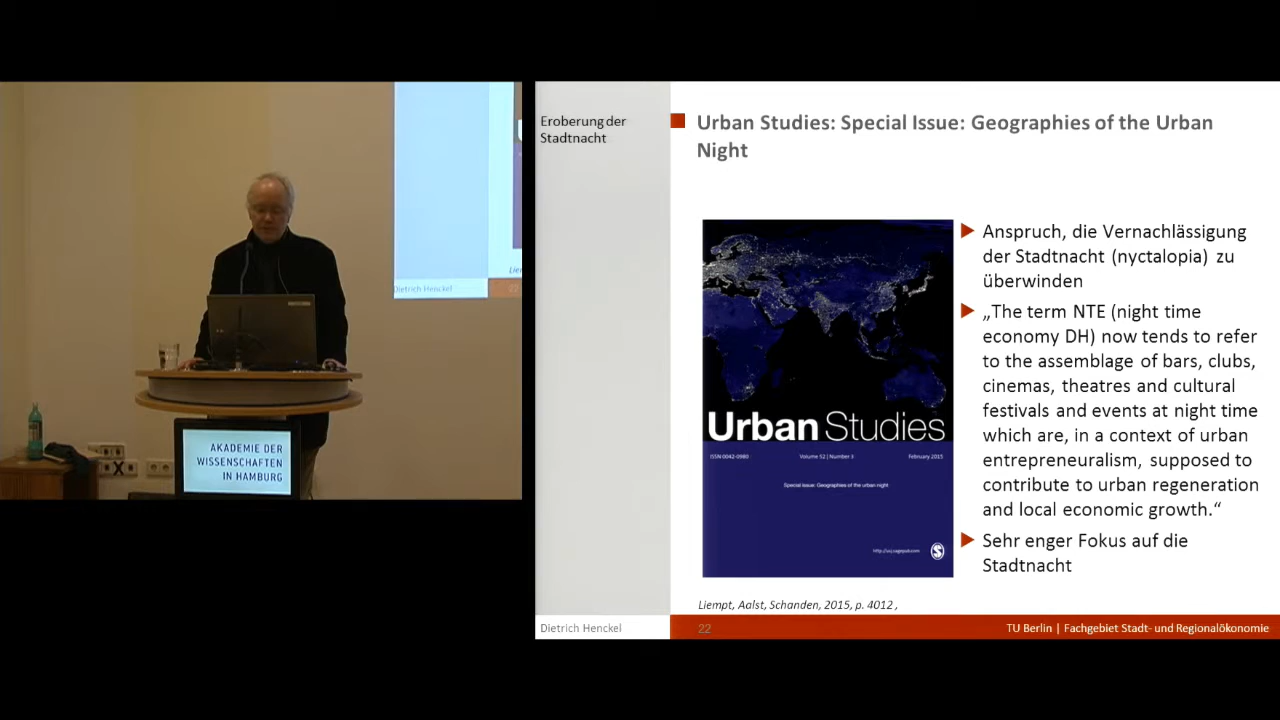 Eroberung der
Stadtnacht
Urban Studies: Special Issue: Geographies of the Urban
Night
Anspruch, die Vernachlässigung
der Stadtnacht (nyctalopia) zu
überwinden
„The term NTE (night time
economy DH) now tends to refer
to the assemblage of bars, clubs,
cinemas, theatres and cultural
festivals and events at night time
which are, in a context of urban
entrepreneuralism, supposed to
contribute to urban regeneration
and local economic growth.“
Sehr enger Fokus auf die
Stadtnacht
Urban Studies
ISSN 0042-0980 Volume 52 | Number 3 February 2015
Special issue: Geographies of the urban night
Liempt, Aalst, Schanden, 2015, p. 4012 ,
Dietrich Henckel
22
TU Berlin | Fachgebiet Stadt- und Regionalökonomie
Dietrich Henckel
22
AKADEMIE DER
WISSENSCHAFTEN
IN HAMBURG